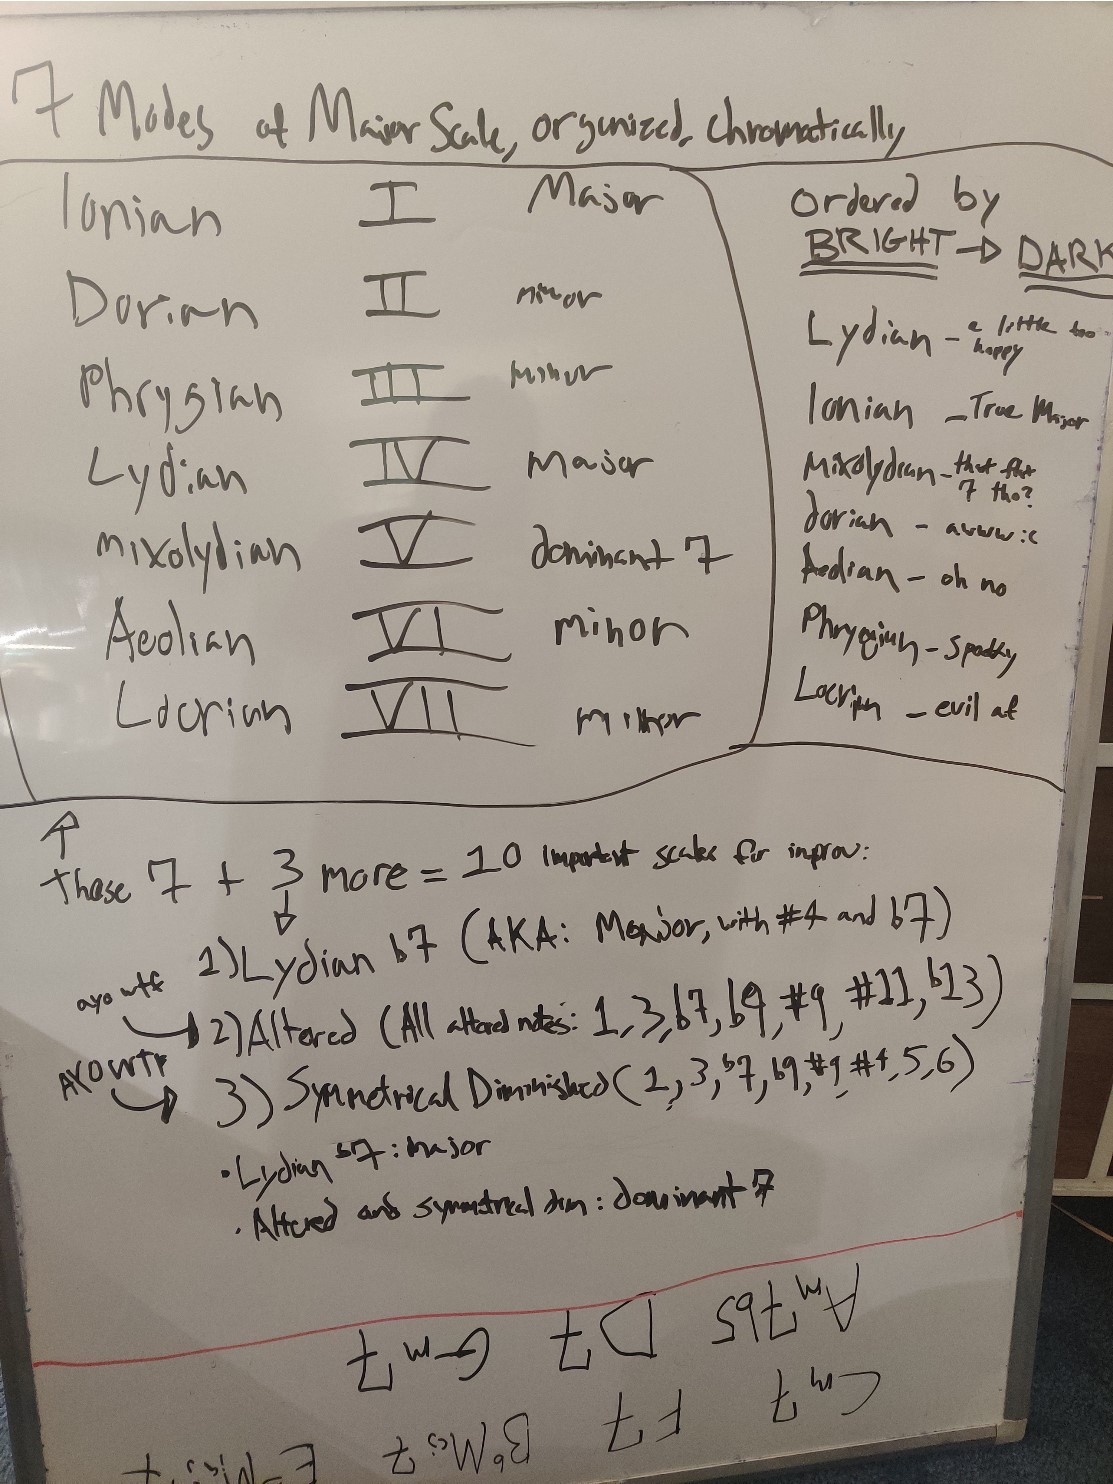 7 Modes of Major Scale, organized chromatically
Ionian I Major
Dorian II minor
Phrygian III minor
Lydian IV Major
mixolydian V dominant 7
Aeolian VI minor
Locrian VII minor
Ordered by
BRIGHT → DARK
Lydian - a little too
happy
Ionian - True Major
Mixolydian - that flat
7 tho?
dorian - awww :c
Aeolian - oh no
Phrygian - spooky
Locrian - evil af
↑
These 7 + 3 more = 10 Important scales for improv:
1) Lydian b7 (AKA: Major, with #4 and b7)
ayo wtf
2) Altered (All altered notes: 1, 3, b7, b9, #9, #11, b13)
AYO WTF
3) Symmetrical Diminished (1, 3, b7, b9, #9, #4, 5, 6)
• Lydian b7: major
• Altered and symmetrical dim: dominant 7
Am7b5 D7 Gm7
Cm7 F7 BbMaj7